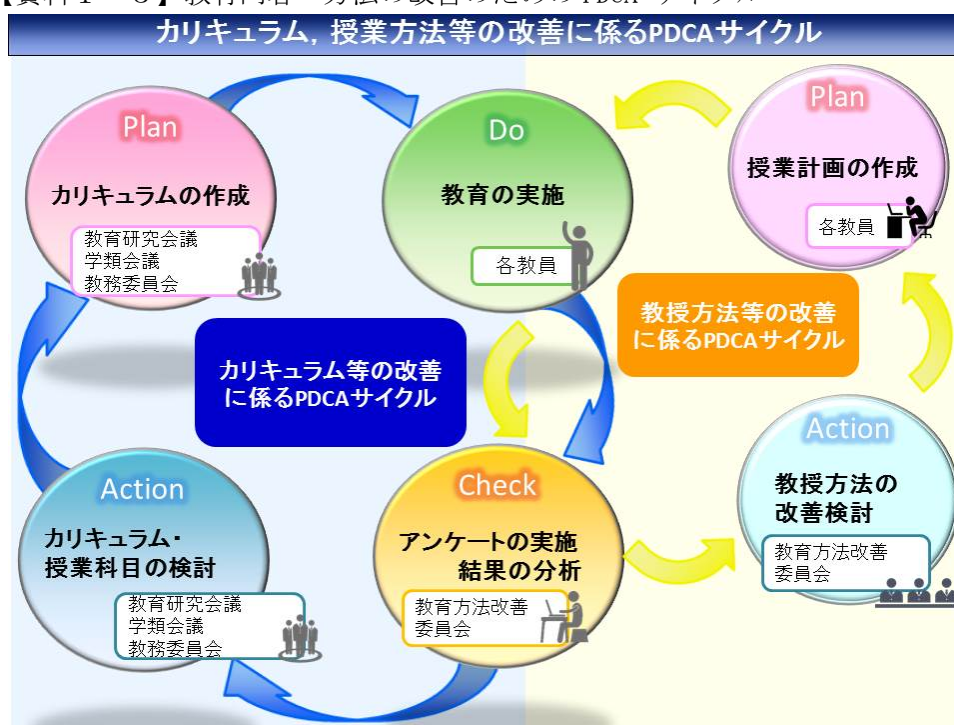 カリキュラム, 授業方法等の改善に係るPDCAサイクル
Plan
カリキュラムの作成
教育研究会議
学類会議
教務委員会
Do
教育の実施
各教員
Plan
授業計画の作成
各教員
カリキュラム等の改善
に係るPDCAサイクル
教授方法等の改善
に係るPDCAサイクル
Action
カリキュラム・
授業科目の検討
教育研究会議
学類会議
教務委員会
Check
アンケートの実施
結果の分析
教育方法改善
委員会
Action
教授方法の
改善検討
教育方法改善
委員会